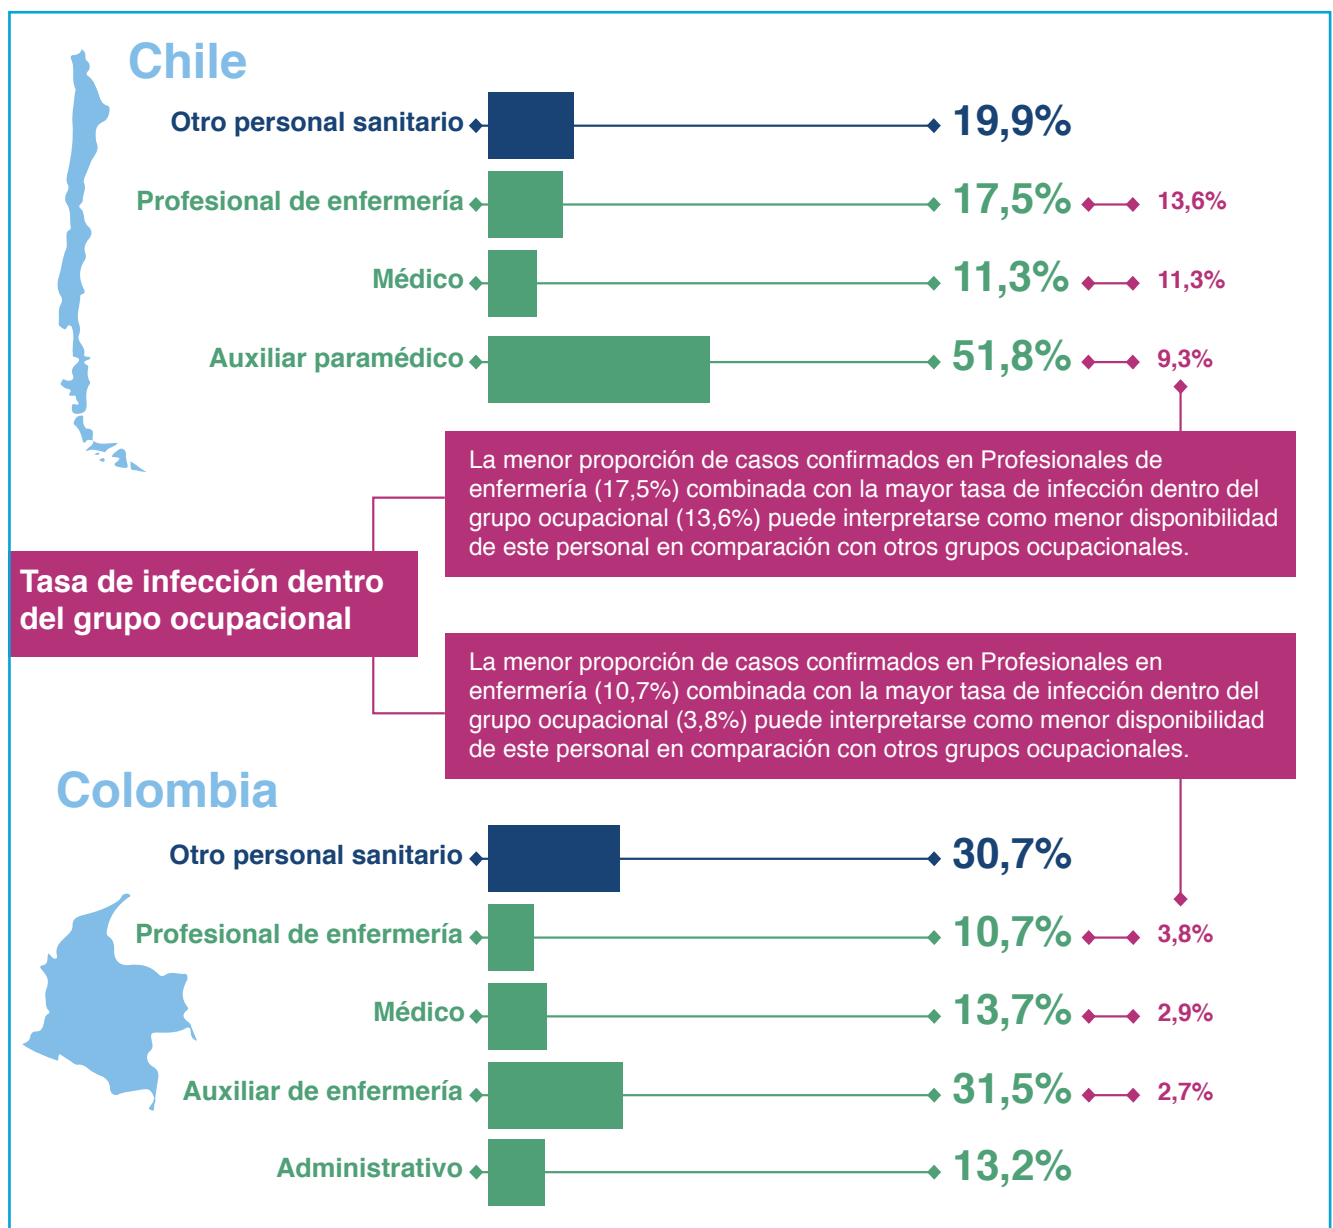 Chile
Otro personal sanitario 19,9%
Profesional de enfermería 17,5% 13,6%
Médico 11,3% 11,3%
Auxiliar paramédico 51,8% 9,3%
La menor proporción de casos confirmados en Profesionales de
enfermería (17,5%) combinada con la mayor tasa de infección dentro del
grupo ocupacional (13,6%) puede interpretarse como menor disponibilidad
de este personal en comparación con otros grupos ocupacionales.
Tasa de infección dentro
del grupo ocupacional
La menor proporción de casos confirmados en Profesionales en
enfermería (10,7%) combinada con la mayor tasa de infección dentro del
grupo ocupacional (3,8%) puede interpretarse como menor disponibilidad
de este personal en comparación con otros grupos ocupacionales.
Colombia
Otro personal sanitario 30,7%
Profesional de enfermería 10,7% 3,8%
Médico 13,7% 2,9%
Auxiliar de enfermería 31,5% 2,7%
Administrativo 13,2%